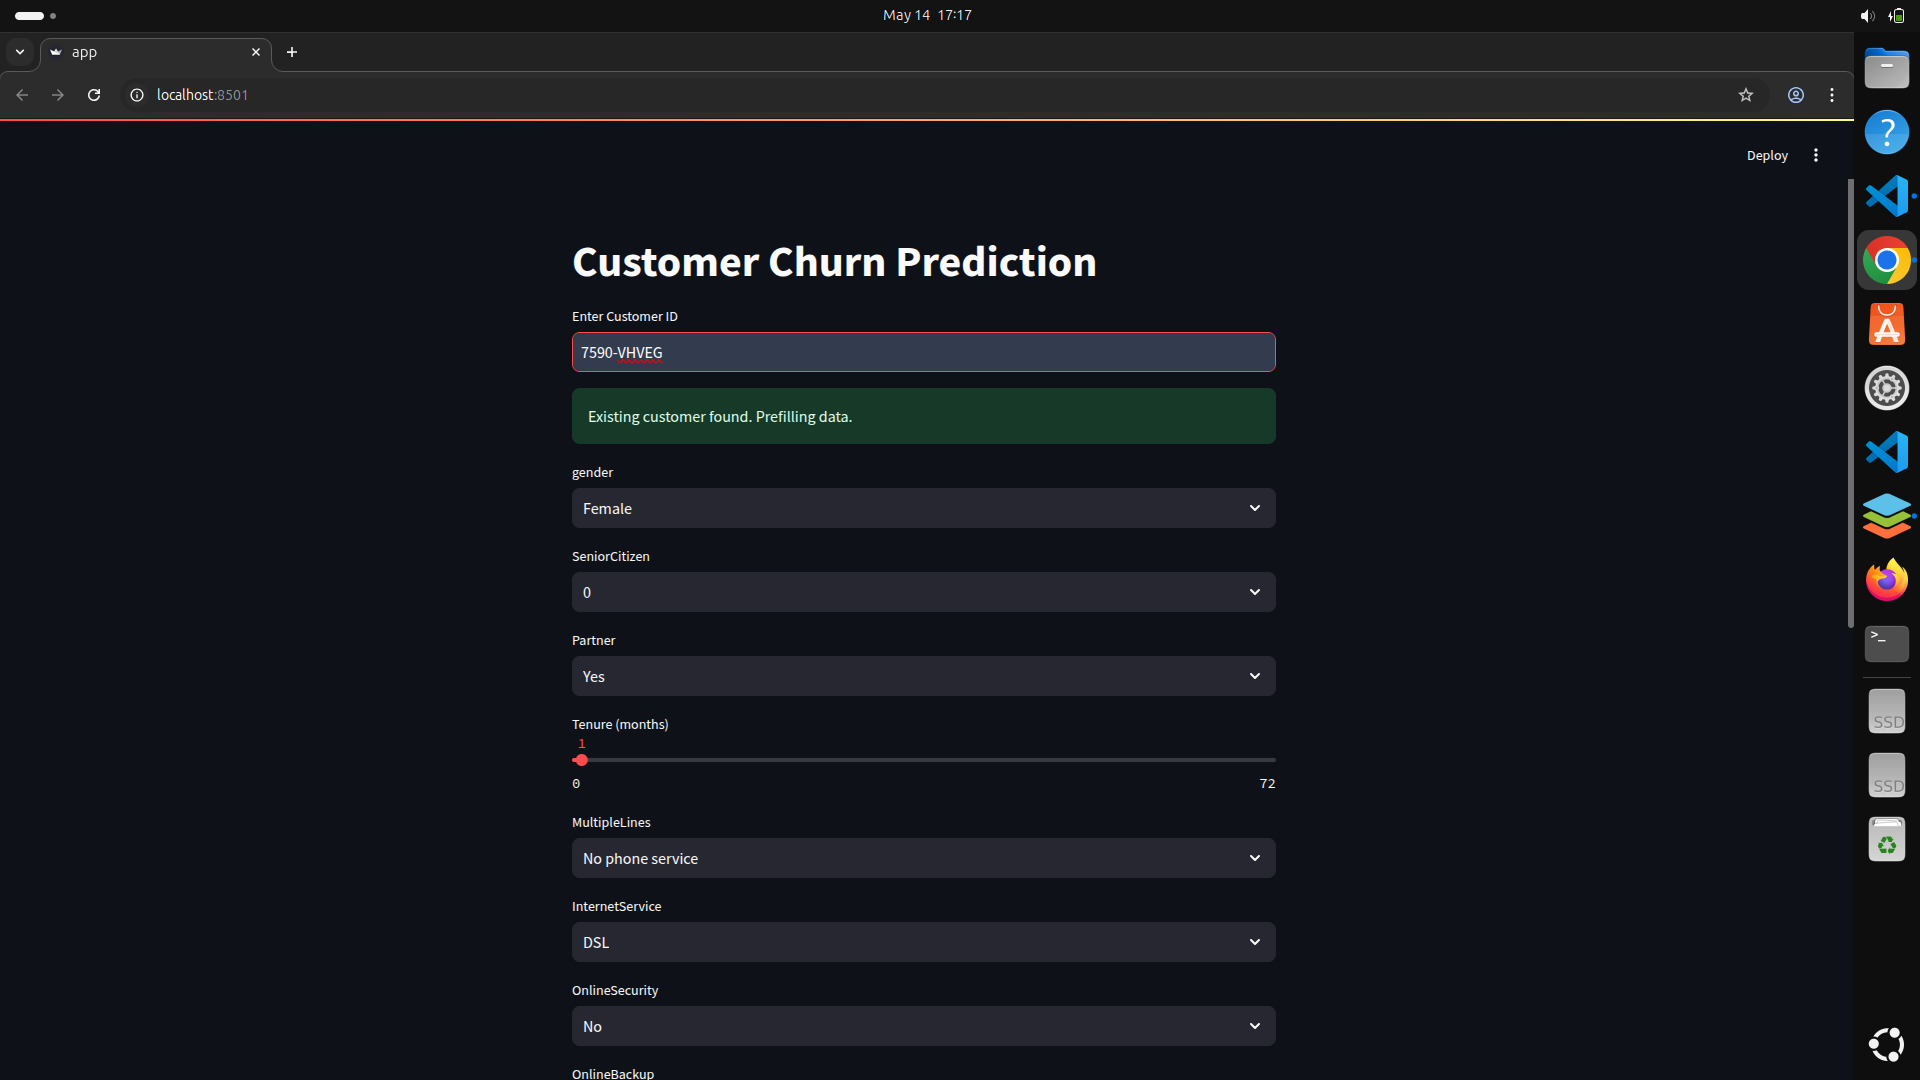 May 14 17:17
app
localhost:8501
Deploy
Customer Churn Prediction
Enter Customer ID
7590-VHVEG
Existing customer found. Prefilling data.
gender
Female
SeniorCitizen
0
Partner
Yes
Tenure (months)
1
0 72
MultipleLines
No phone service
InternetService
DSL
OnlineSecurity
No
OnlineBackup
?
A
>_
SSD
SSD